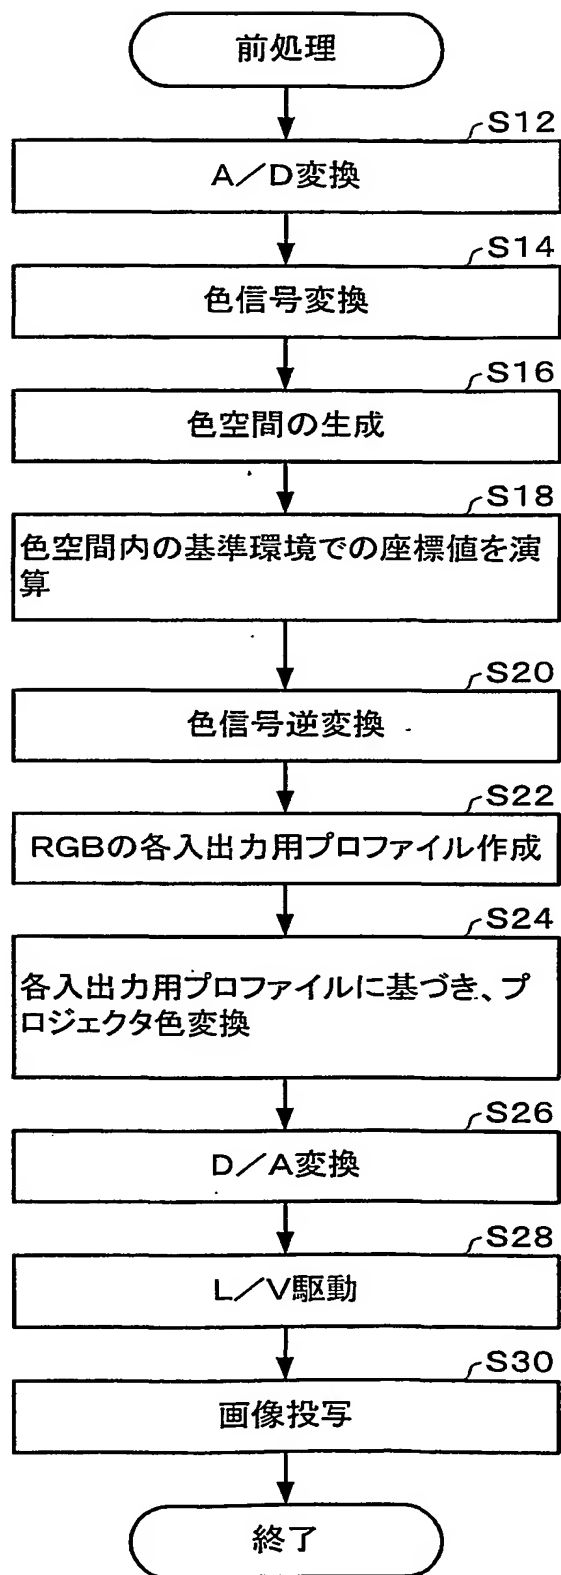 前処理
S12
A/D変換
S14
色信号変換
S16
色空間の生成
S18
色空間内の基準環境での座標値を演
算
S20
色信号逆変換
S22
RGBの各入出力用プロファイル作成
S24
各入出力用プロファイルに基づき、プ
ロジェクタ色変換
S26
D/A変換
S28
L/V駆動
S30
画像投写
終了